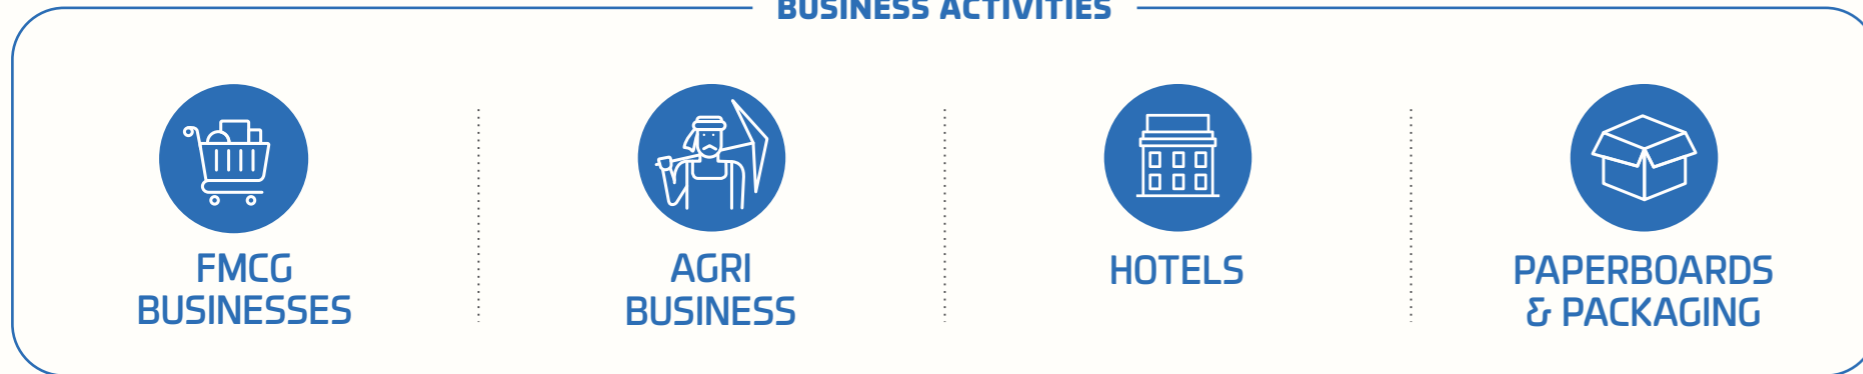 BUSINESS ACTIVITIES
FMCG
BUSINESSES
AGRI
BUSINESS
HOTELS
PAPERBOARDS
& PACKAGING